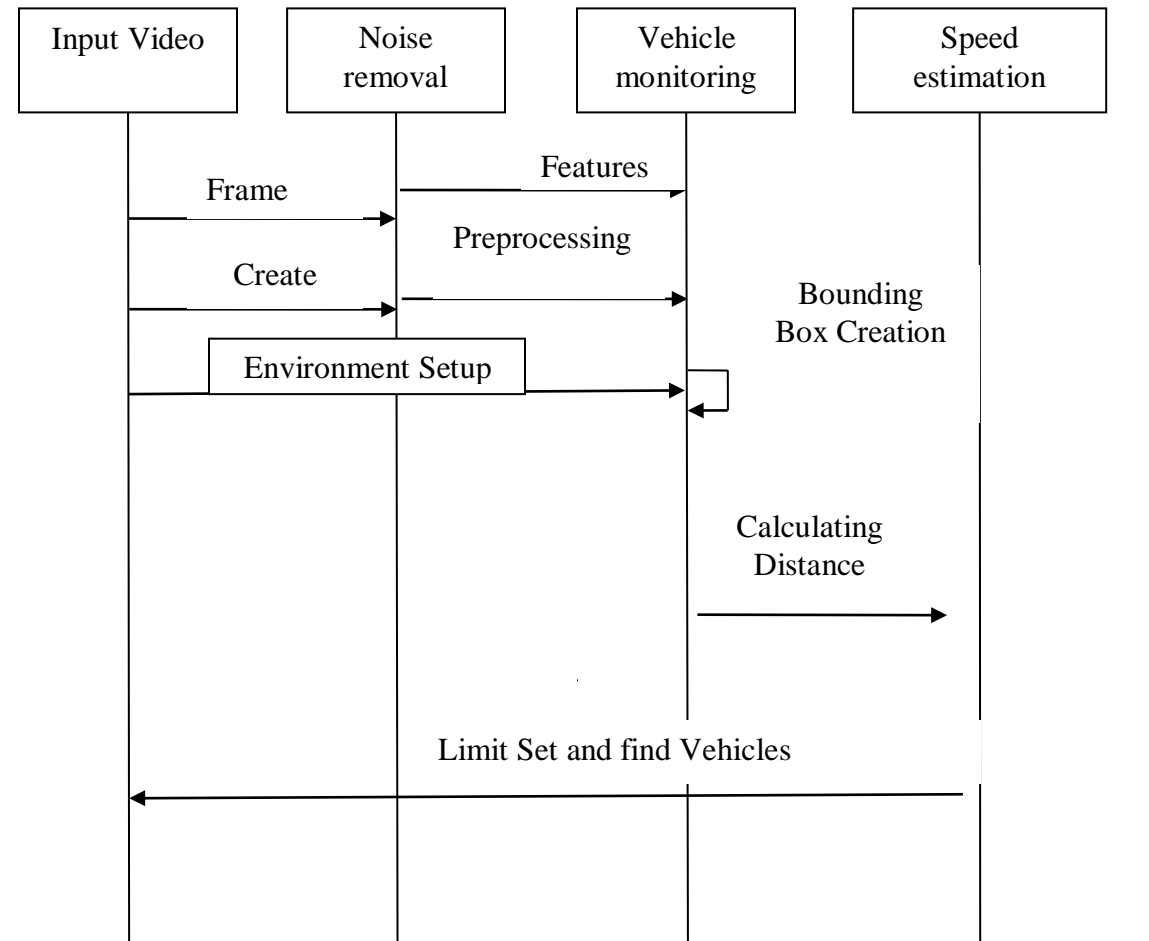 Input Video
Noise
removal
Vehicle
monitoring
Speed
estimation
Features
Frame
Preprocessing
Create
Bounding
Box Creation
Environment Setup
Calculating
Distance
Limit Set and find Vehicles